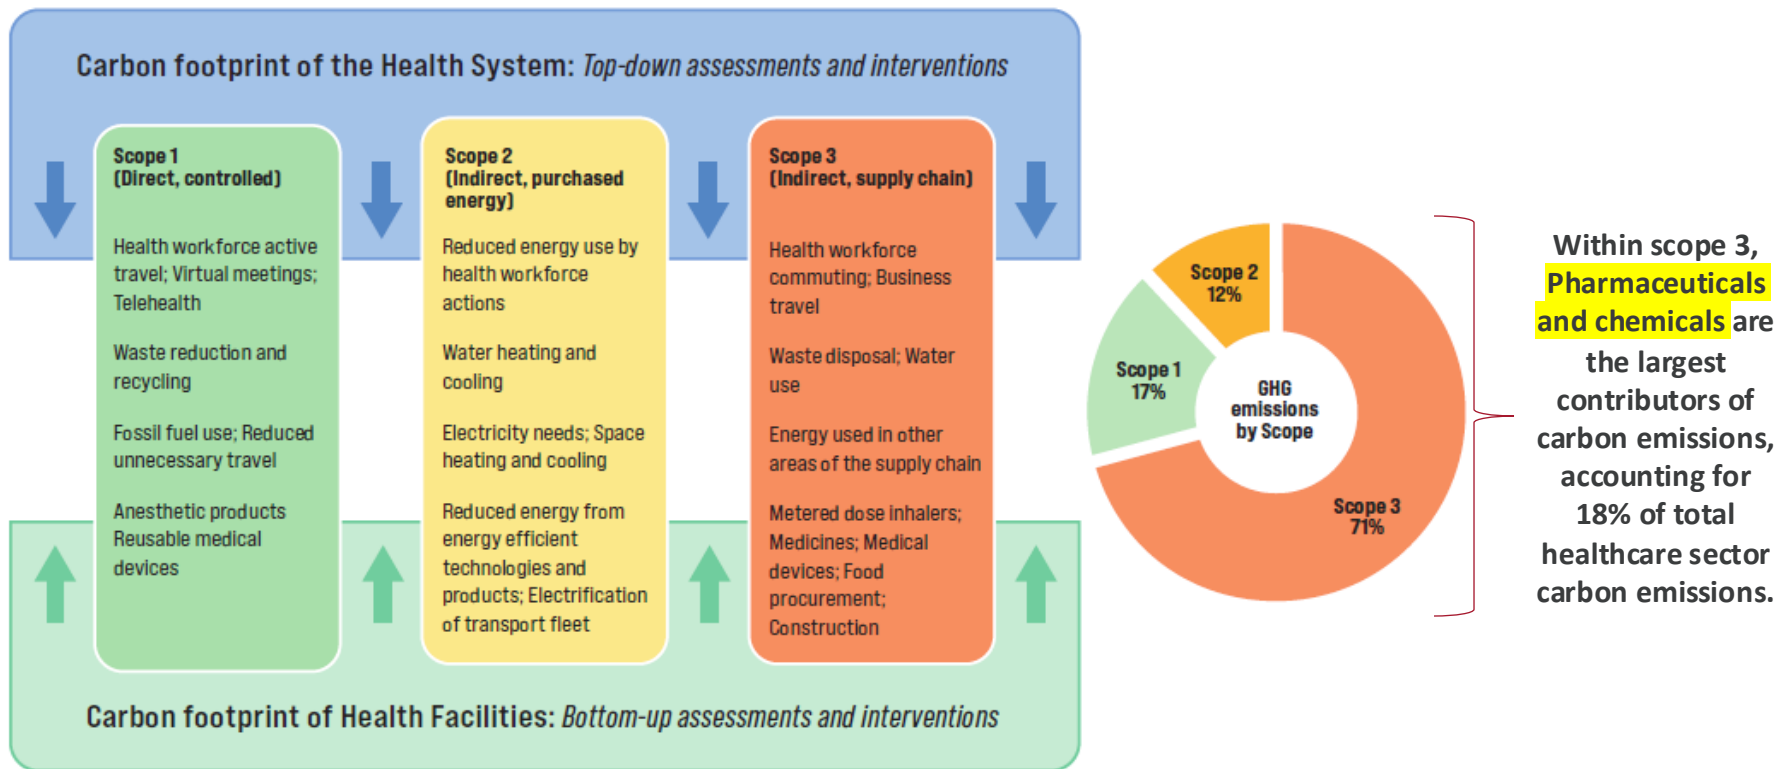 Carbon footprint of the Health System: Top-down assessments and interventions
Scope 1
(Direct, controlled)
Health workforce active
travel; Virtual meetings;
Telehealth
Waste reduction and
recycling
Fossil fuel use; Reduced
unnecessary travel
Anesthetic products
Reusable medical
devices
Scope 2
(Indirect, purchased
energy)
Reduced energy use by
health workforce
actions
Water heating and
cooling
Electricity needs; Space
heating and cooling
Reduced energy from
energy efficient
technologies and
products; Electrification
of transport fleet
Scope 3
(Indirect, supply chain)
Health workforce
commuting; Business
travel
Waste disposal; Water
use
Energy used in other
areas of the supply chain
Metered dose inhalers;
Medicines; Medical
devices; Food
procurement;
Construction
Carbon footprint of Health Facilities: Bottom-up assessments and interventions
Scope 2
12%
Scope 1
17%
GHG
emissions
by Scope
Scope 3
71%
Within scope 3,
Pharmaceuticals
and chemicals are
the largest
contributors of
carbon emissions,
accounting for
18% of total
healthcare sector
carbon emissions.